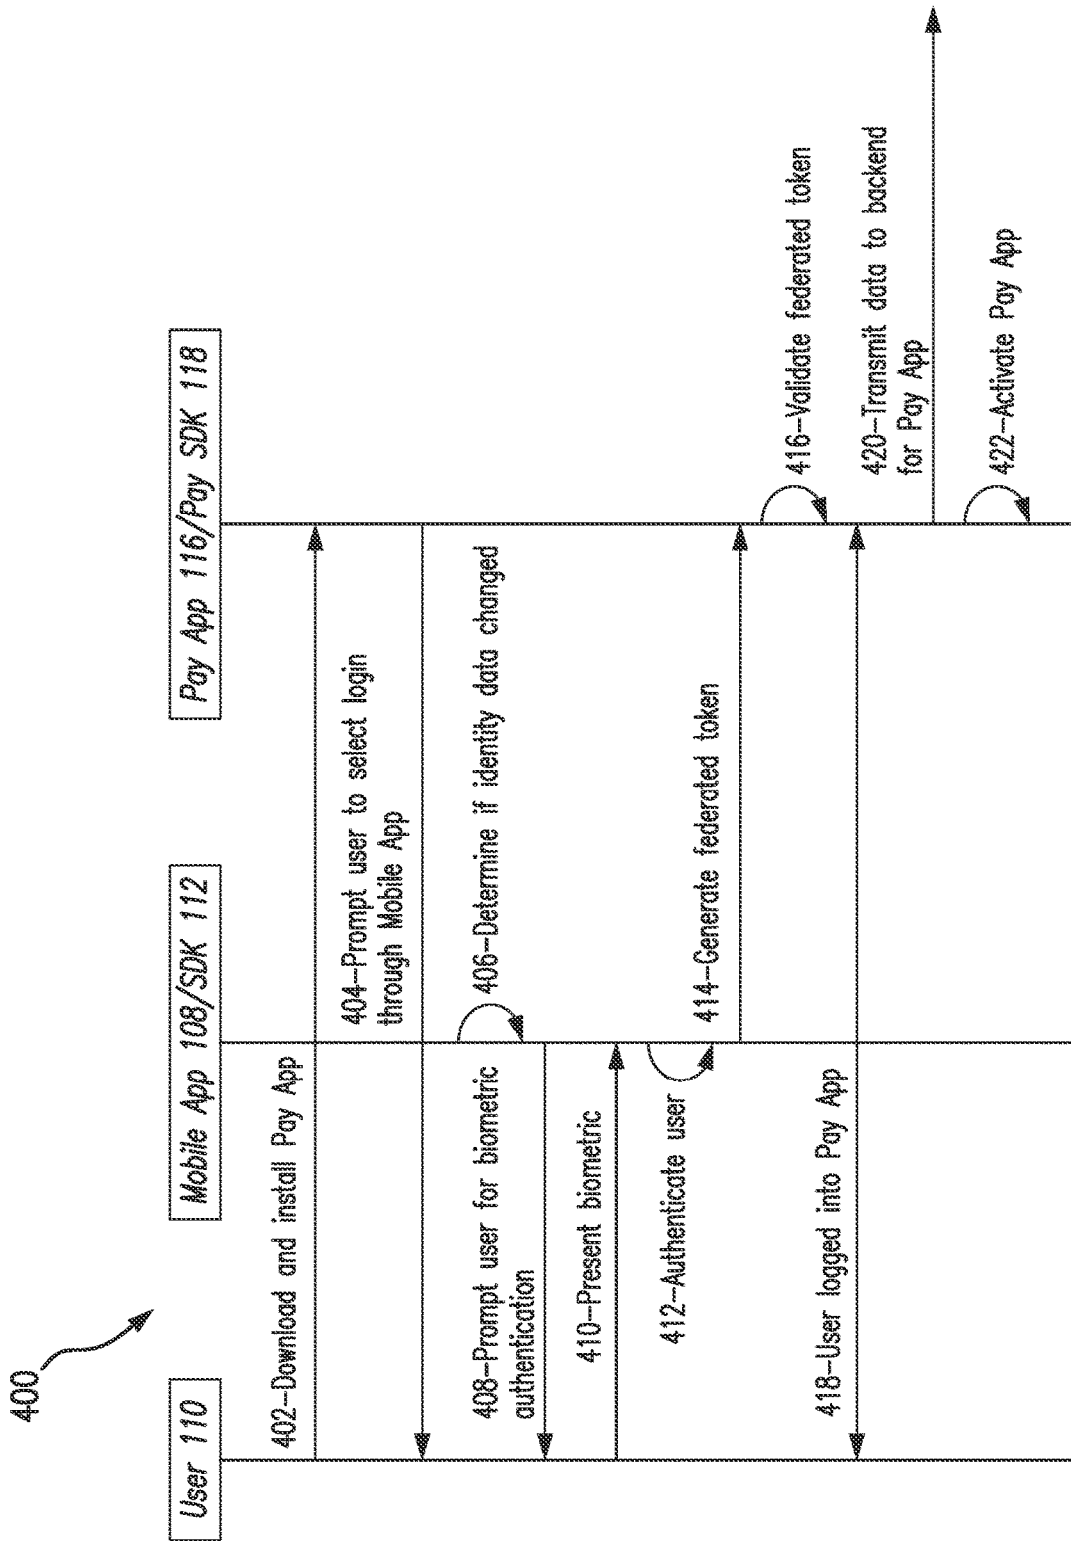 400
User 110
Mobile App 108/SDK 112
Pay App 116/Pay SDK 118
402-Download and install Pay App
404-Prompt user to select login
through Mobile App
406-Determine if identity data changed
408-Prompt user for biometric
authentication
410-Present biometric
412-Authenticate user
414-Generate federated token
416-Validate federated token
418-User logged into Pay App
420-Transmit data to backend
for Pay App
422-Activate Pay App